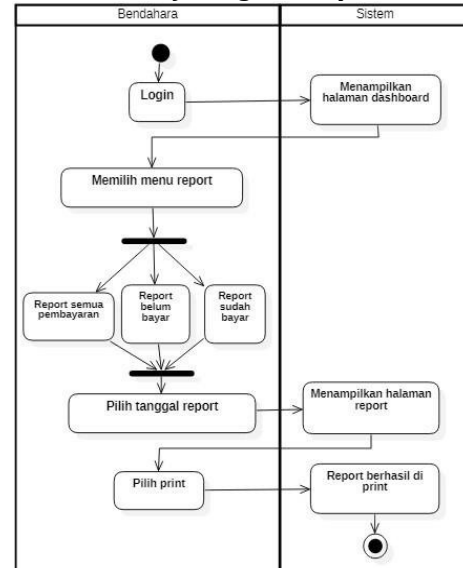 Bendahara
Sistem
Login
Menampilkan
halaman dashboard
Memilih menu report
Report semua
pembayaran
Report
belum
bayar
Report
sudah
bayar
Pilih tanggal report
Menampilkan halaman
report
Pilih print
Report berhasil di
print